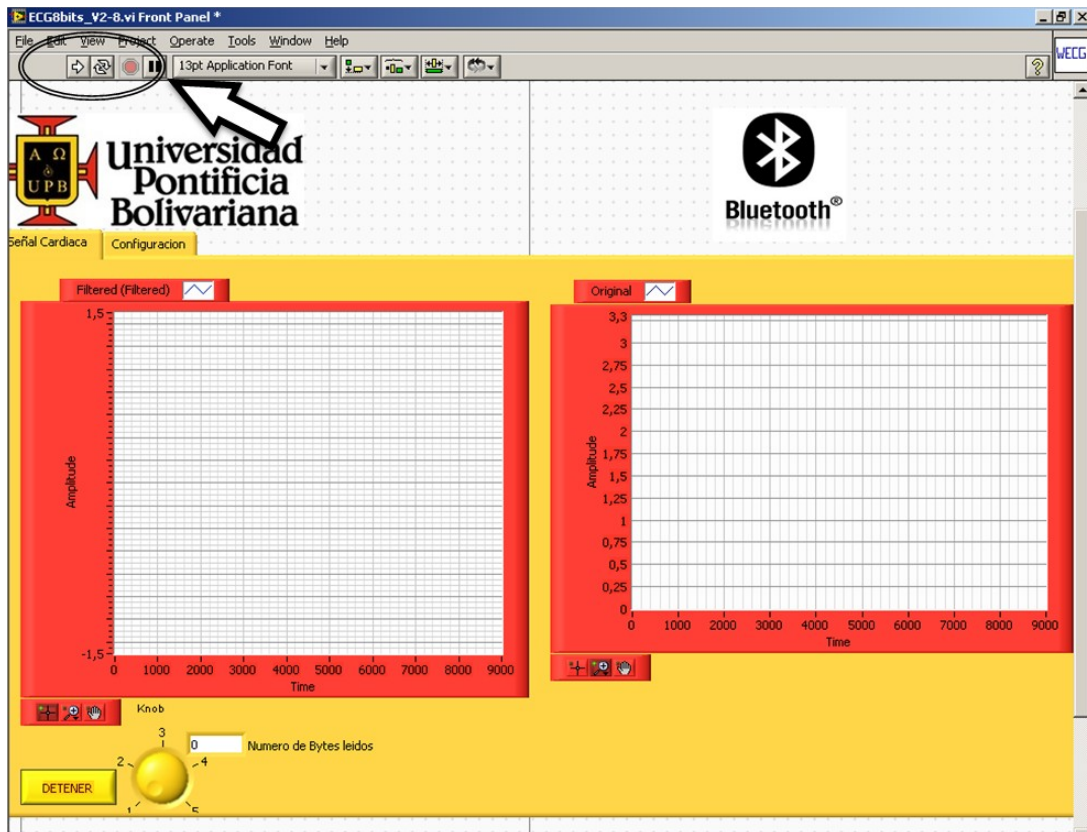 ECG8bits_V2-8.vi Front Panel *
File Edit View Project Operate Tools Window Help
13pt Application Font
?
WECG
Α Ω
UPB
Universidad
Pontificia
Bolivariana
Bluetooth®
Señal Cardiaca
Configuracion
Filtered (Filtered)
1,5
Amplitude
-1,5
0 1000 2000 3000 4000 5000 6000 7000 8000 9000
Time
Original
3,3
3
2,75
2,5
2,25
2
1,75
1,5
1,25
1
0,75
0,5
0,25
0
Amplitude
0 1000 2000 3000 4000 5000 6000 7000 8000 9000
Time
Knob
0 Numero de Bytes leidos
1 2 3 4 5
DETENER